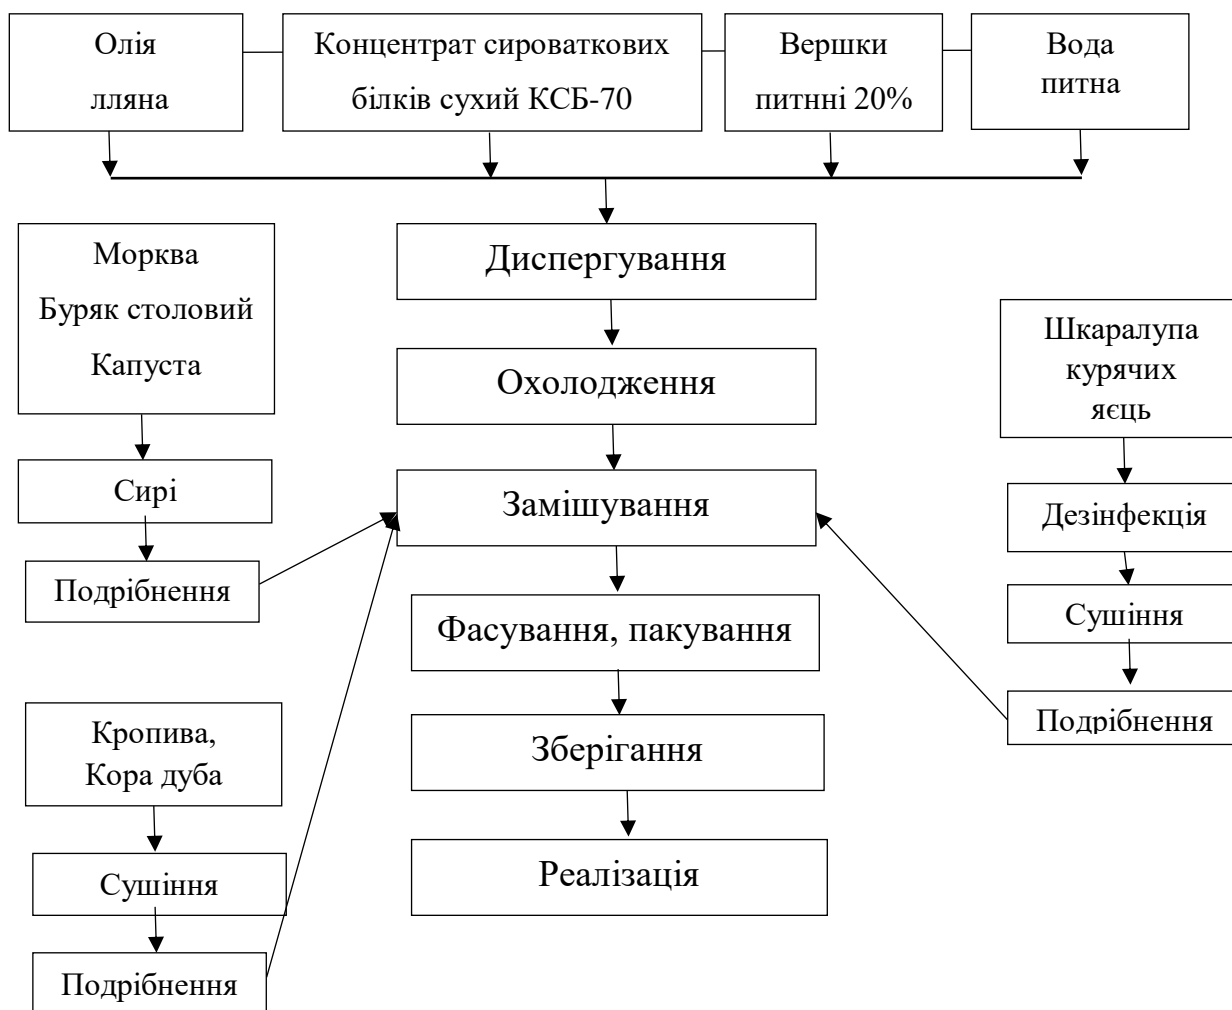 Олія
лляна
Концентрат сироваткових
білків сухий КСБ-70
Вершки
питнні 20%
Вода
питна
Диспергування
Охолодження
Замішування
Фасування, пакування
Зберігання
Реалізація
Морква
Буряк столовий
Капуста
Сирі
Подрібнення
Кропива,
Кора дуба
Сушіння
Подрібнення
Шкаралупа
курячих
яєць
Дезінфекція
Сушіння
Подрібнення